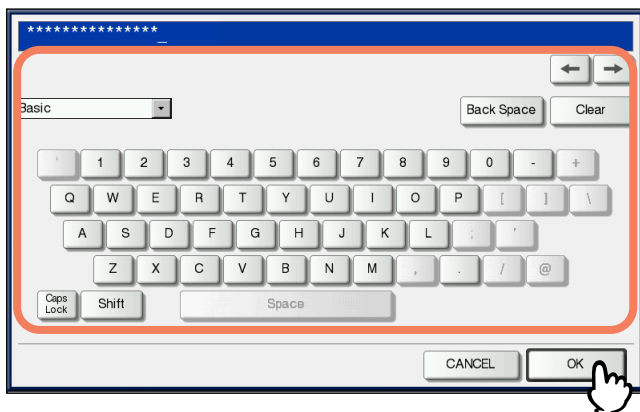 ***************_
← →
Basic Back Space Clear
` 1 2 3 4 5 6 7 8 9 0 - +
Q W E R T Y U I O P [ ] \
A S D F G H J K L ; '
Z X C V B N M , . / @
Caps Lock Shift Space
CANCEL OK